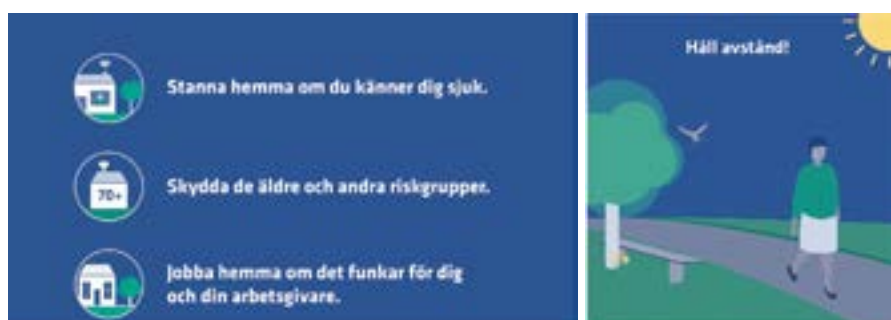 Stanna hemma om du känner dig sjuk.
70+
Skydda de äldre och andra riskgrupper.
Jobba hemma om det funkar för dig
och din arbetsgivare.
Håll avstånd!